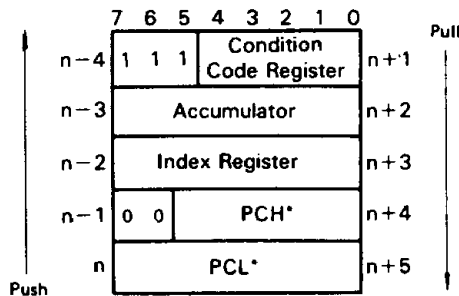 7 6 5 4 3 2 1 0
Pull
n-4 1 1 1 Condition Code Register n+1
n-3 Accumulator n+2
n-2 Index Register n+3
n-1 0 0 PCH* n+4
n PCL* n+5
Push